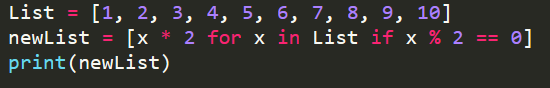 List = [1, 2, 3, 4, 5, 6, 7, 8, 9, 10]
newList = [x * 2 for x in List if x % 2 == 0]
print(newList)